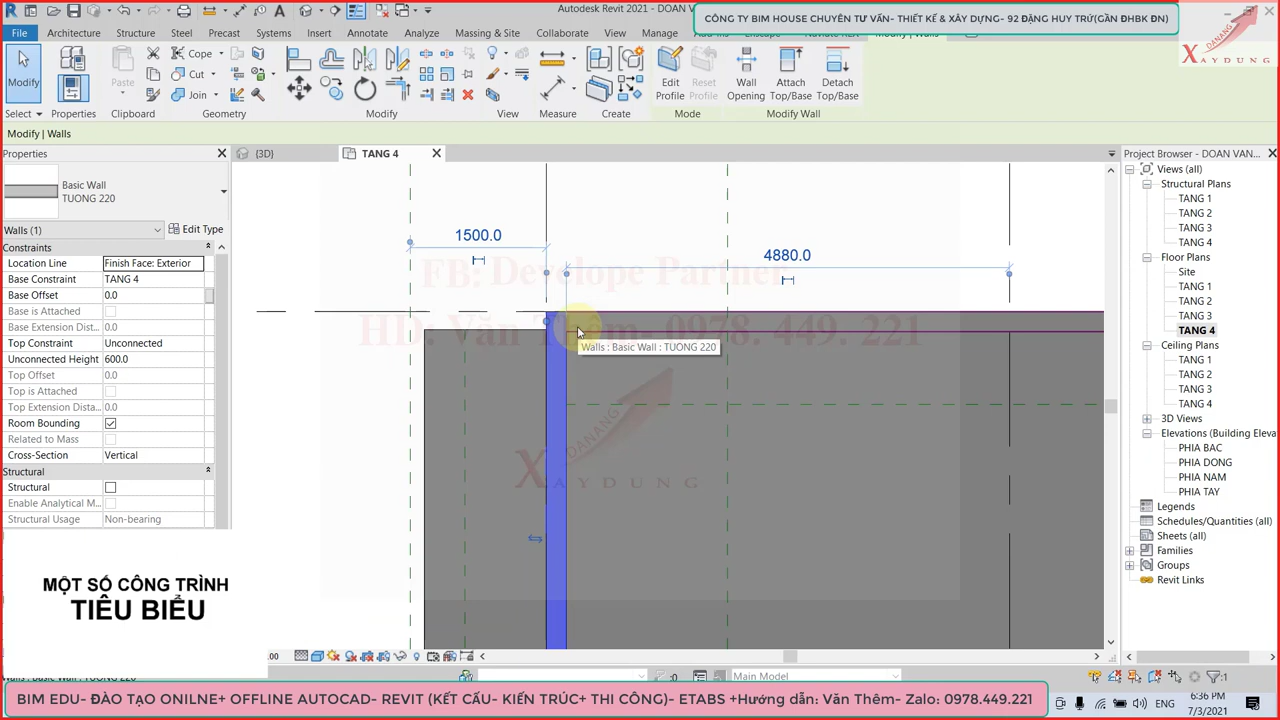 Autodesk Revit 2021 - DOAN VAN
CÔNG TY BIM HOUSE CHUYÊN TƯ VẤN- THIẾT KẾ & XÂY DỰNG- 92 ĐẶNG HUY TRỨ(GẦN ĐHBK ĐN)
File Architecture Structure Steel Precast Systems Insert Annotate Analyze Massing & Site Collaborate View Manage Modify | Walls
DANANG
XAYDUNG
Modify
Paste
Cope
Cut
Join
Edit Profile
Reset Profile
Wall Opening
Attach Top/Base
Detach Top/Base
Select Properties Clipboard Geometry Modify View Measure Create Mode Modify Wall
Modify | Walls
Properties
(3D)
TANG 4
Project Browser - DOAN VAN...
Basic Wall
TUONG 220
Walls (1)
Edit Type
Constraints
Location Line Finish Face: Exterior
Base Constraint TANG 4
Base Offset 0.0
Base is Attached
Base Extension Dist... 0.0
Top Constraint Unconnected
Unconnected Height 600.0
Top Offset 0.0
Top is Attached
Top Extension Dista... 0.0
Room Bounding
Related to Mass
Cross-Section Vertical
Structural
Structural
Enable Analytical M...
Structural Usage Non-bearing
1500.0
4880.0
FB: Develope Partner
HD: Văn Thêm- 0978. 449. 221
Walls : Basic Wall : TUONG 220
DANANG
XAYDUNG
Views (all)
Structural Plans
TANG 1
TANG 2
TANG 3
TANG 4
Floor Plans
Site
TANG 1
TANG 2
TANG 3
TANG 4
Ceiling Plans
TANG 1
TANG 2
TANG 3
TANG 4
3D Views
Elevations (Building Eleva
PHIA BAC
PHIA DONG
PHIA NAM
PHIA TAY
Legends
Schedules/Quantities (all)
Sheets (all)
Families
Groups
Revit Links
MỘT SỐ CÔNG TRÌNH
TIÊU BIỂU
:0
Main Model
:1
BIM EDU- ĐÀO TẠO ONILNE+ OFFLINE AUTOCAD- REVIT (KẾT CẤU- KIẾN TRÚC+ THI CÔNG)- ETABS +Hướng dẫn: Văn Thêm- Zalo: 0978.449.221
ENG
6:36 PM
7/3/2021